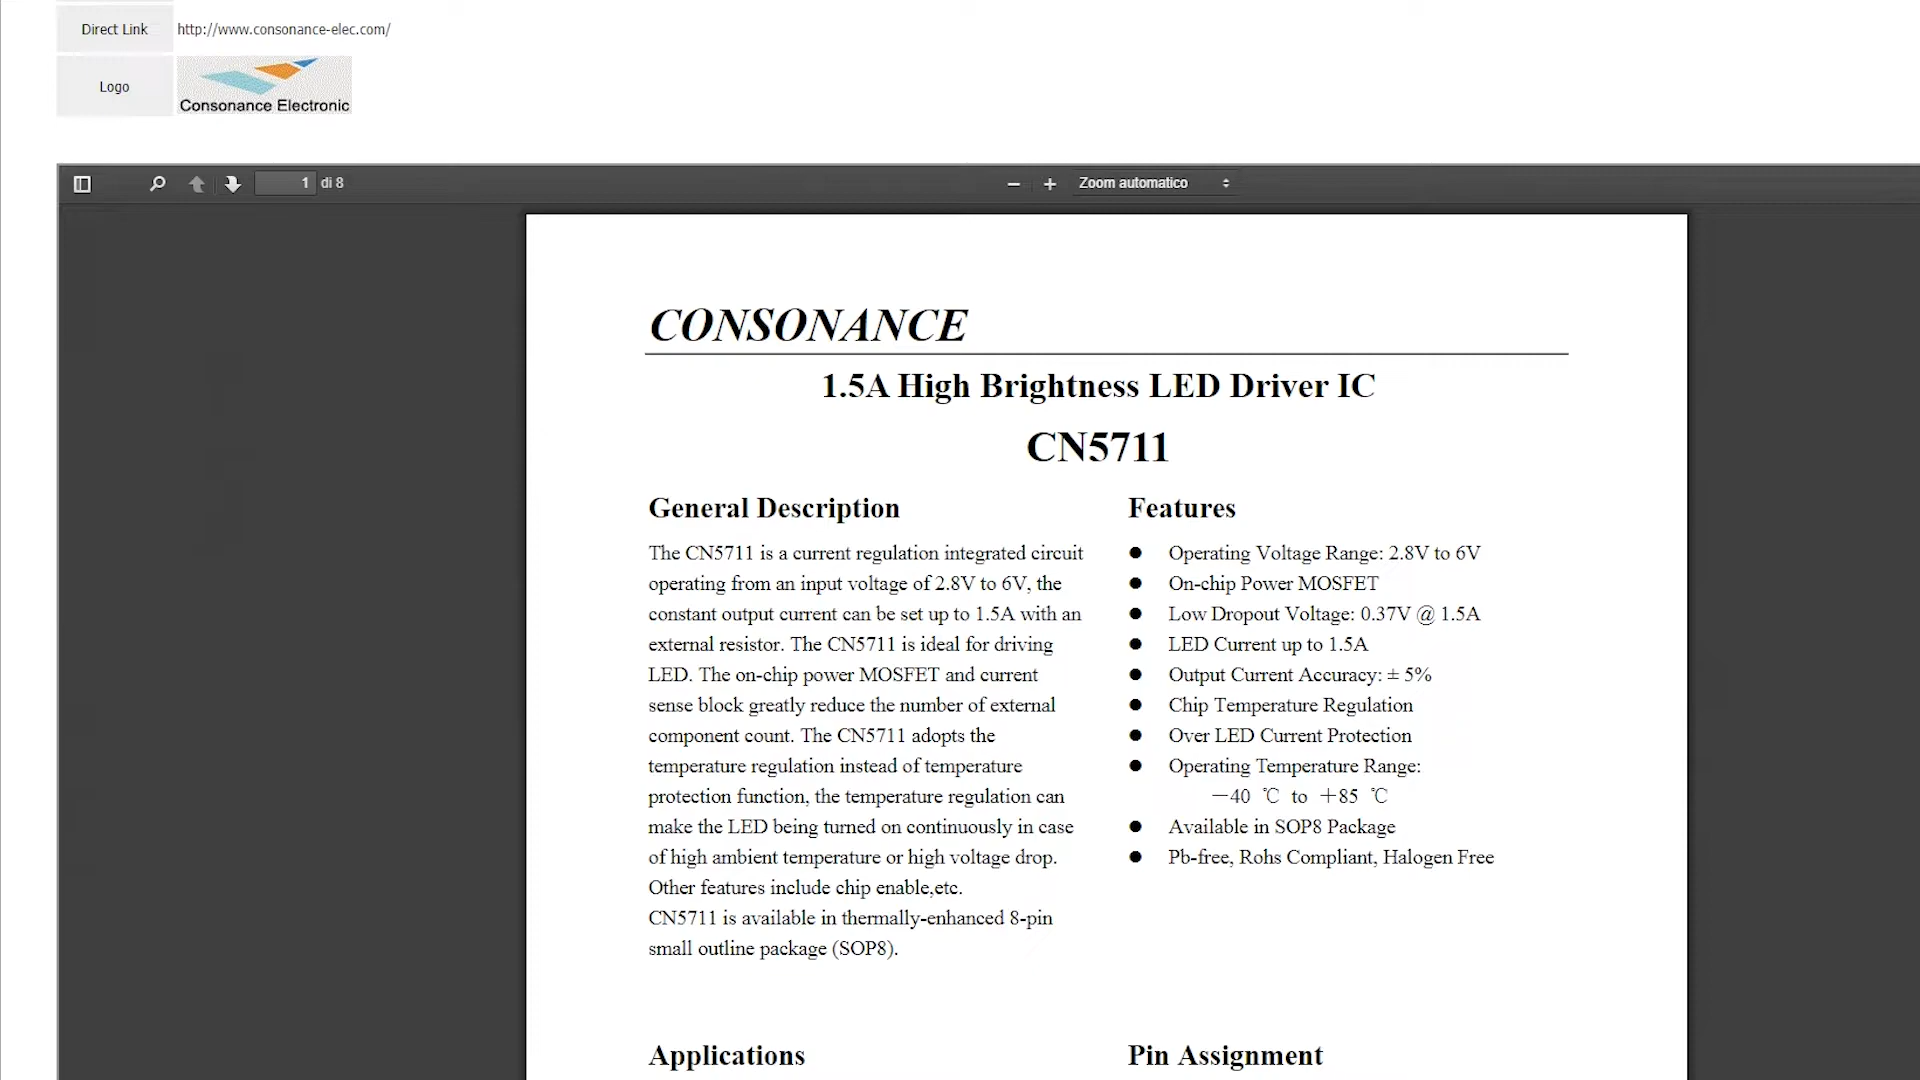 Direct Link http://www.consonance-elec.com/
Logo
Consonance Electronic
1 di 8
Zoom automatico
CONSONANCE
1.5A High Brightness LED Driver IC
CN5711
General Description
The CN5711 is a current regulation integrated circuit
operating from an input voltage of 2.8V to 6V, the
constant output current can be set up to 1.5A with an
external resistor. The CN5711 is ideal for driving
LED. The on-chip power MOSFET and current
sense block greatly reduce the number of external
component count. The CN5711 adopts the
temperature regulation instead of temperature
protection function, the temperature regulation can
make the LED being turned on continuously in case
of high ambient temperature or high voltage drop.
Other features include chip enable,etc.
CN5711 is available in thermally-enhanced 8-pin
small outline package (SOP8).
Features
● Operating Voltage Range: 2.8V to 6V
● On-chip Power MOSFET
● Low Dropout Voltage: 0.37V @ 1.5A
● LED Current up to 1.5A
● Output Current Accuracy: ± 5%
● Chip Temperature Regulation
● Over LED Current Protection
● Operating Temperature Range:
－40 ℃ to ＋85 ℃
● Available in SOP8 Package
● Pb-free, Rohs Compliant, Halogen Free
Applications
Pin Assignment